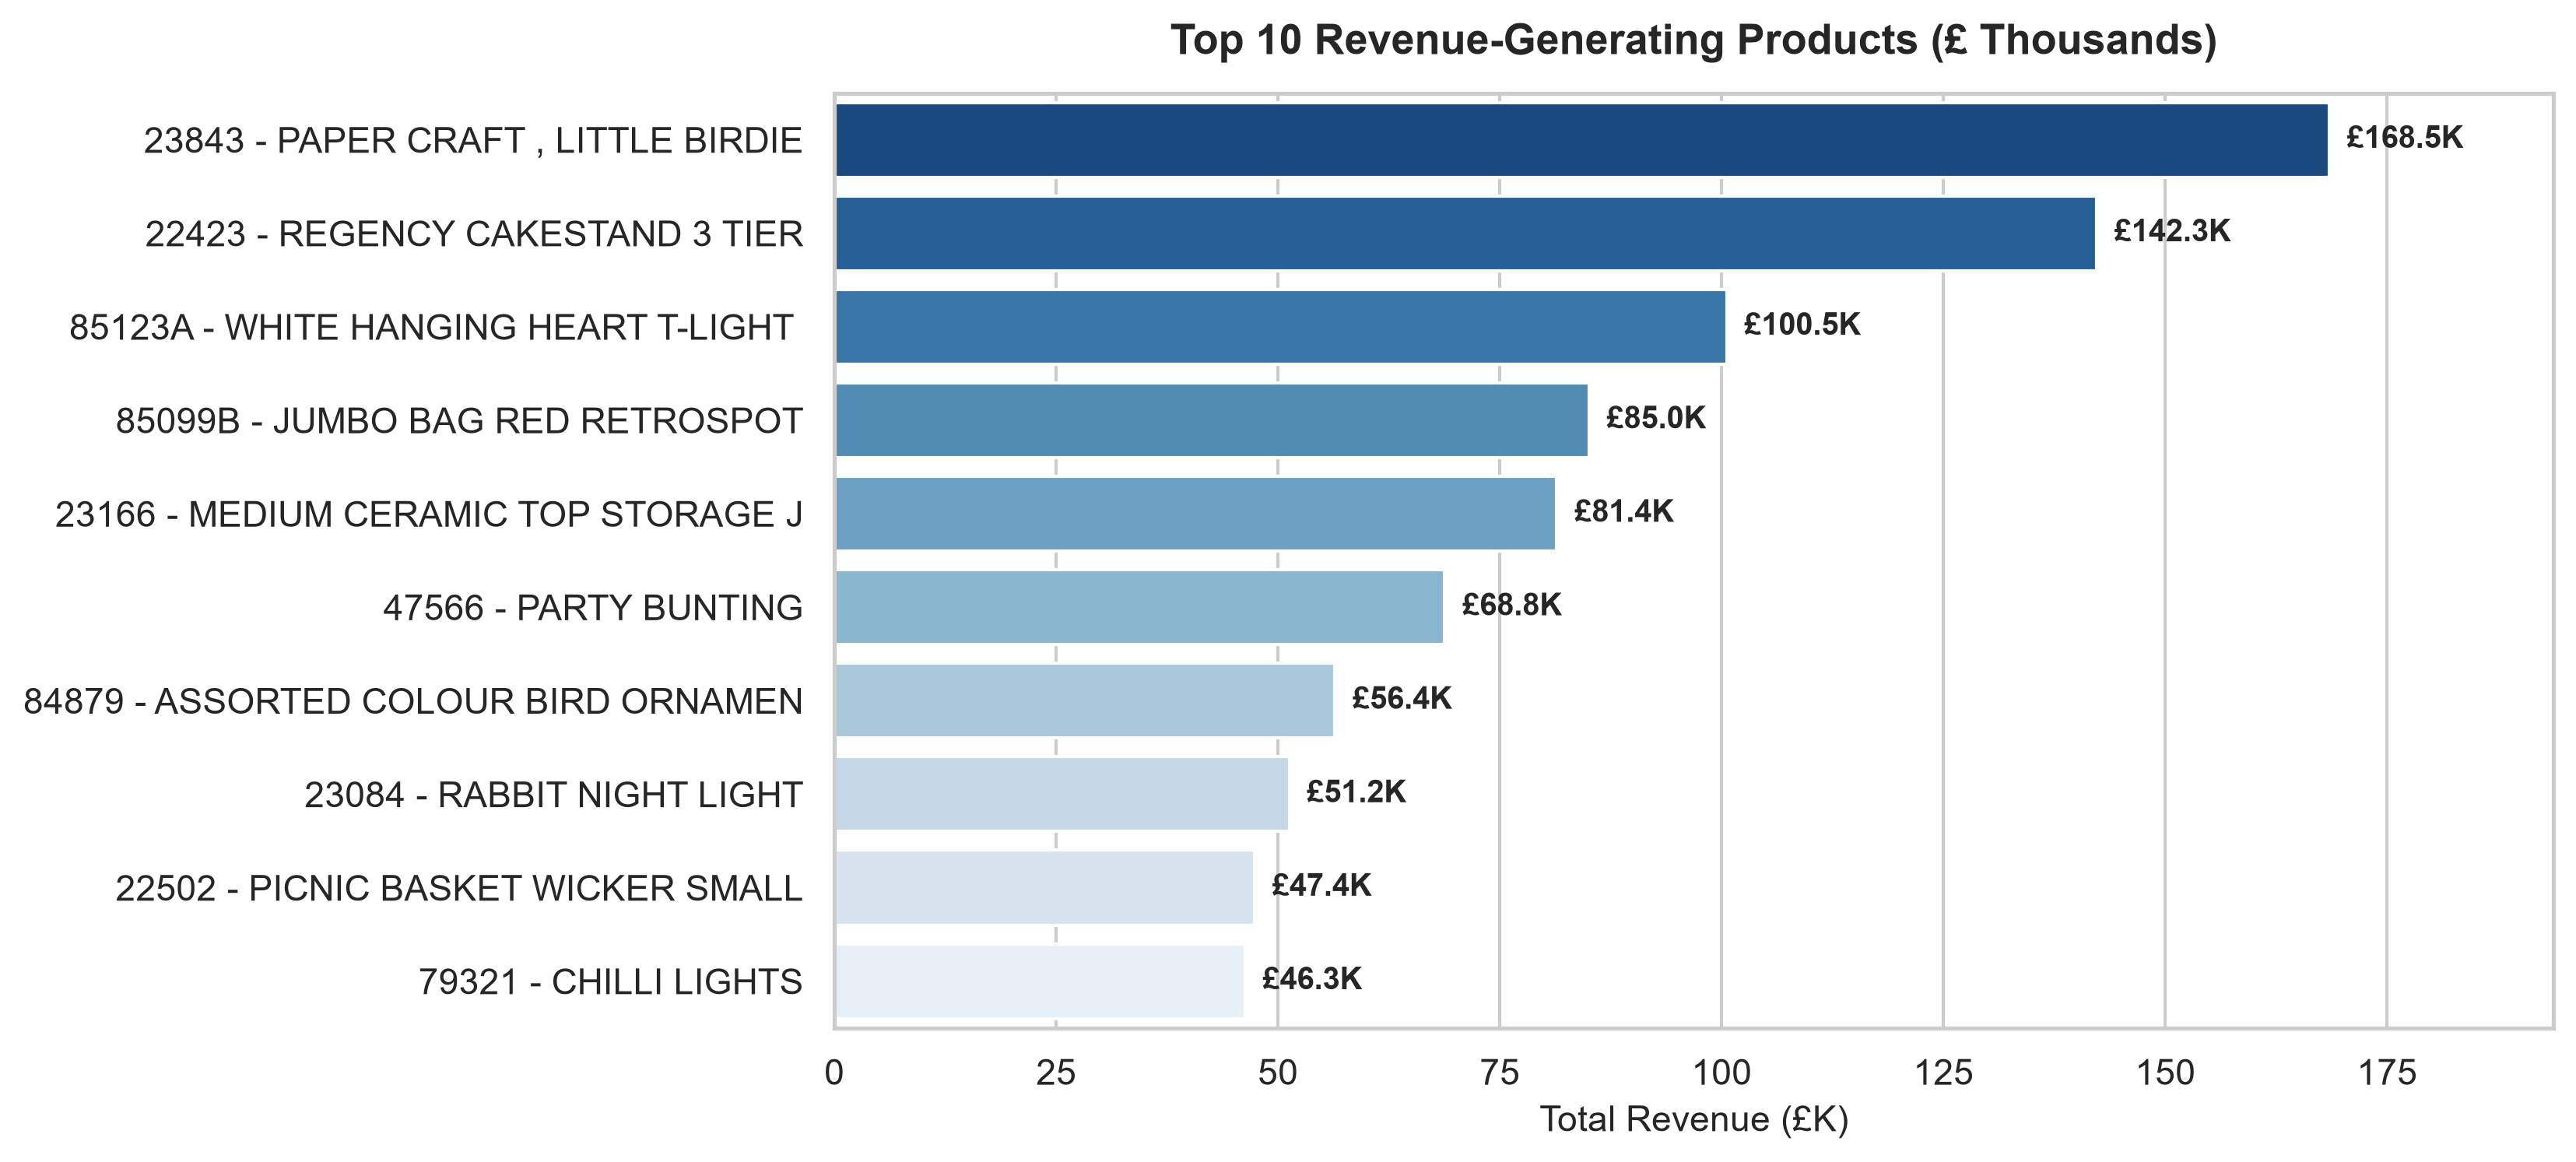 Top 10 Revenue-Generating Products (£ Thousands)
23843 - PAPER CRAFT , LITTLE BIRDIE
£168.5K
22423 - REGENCY CAKESTAND 3 TIER
£142.3K
85123A - WHITE HANGING HEART T-LIGHT
£100.5K
85099B - JUMBO BAG RED RETROSPOT
£85.0K
23166 - MEDIUM CERAMIC TOP STORAGE J
£81.4K
47566 - PARTY BUNTING
£68.8K
84879 - ASSORTED COLOUR BIRD ORNAMEN
£56.4K
23084 - RABBIT NIGHT LIGHT
£51.2K
22502 - PICNIC BASKET WICKER SMALL
£47.4K
79321 - CHILLI LIGHTS
£46.3K
0 25 50 75 100 125 150 175
Total Revenue (£K)